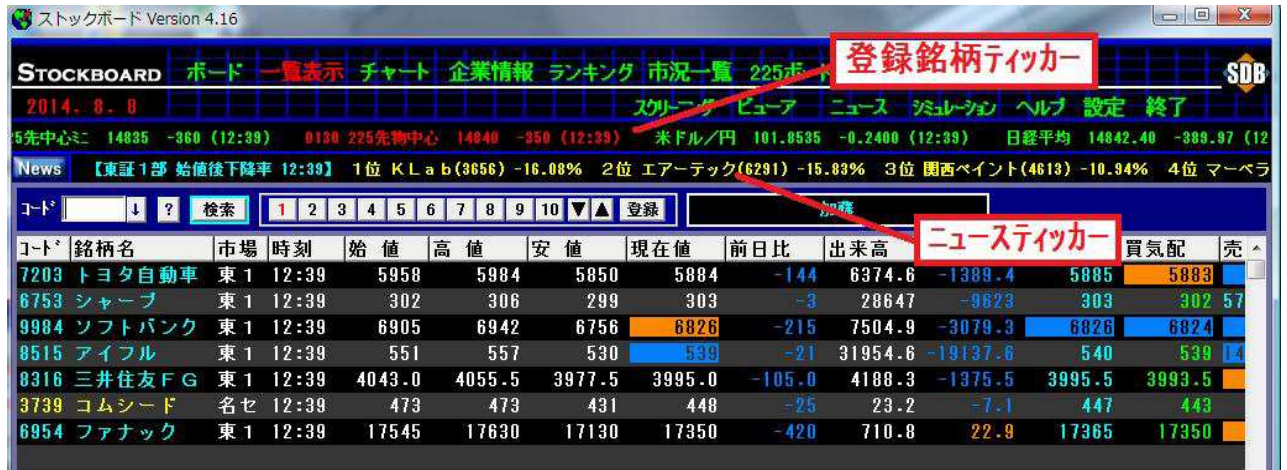 ストックボード Version 4.16
登録銘柄ティッカー
STOCKBOARD ボード 一覧表示 チャート 企業情報 ランキング 市況一覧 225ボード SDB
2014. 8. 8 スクリーニング ビューア ニュース シミュレーション ヘルプ 設定 終了
25先中心ミニ 14835 -360 (12:39) 0130 225先物中心 14840 -350 (12:39) 米ドル/円 101.8535 -0.2400 (12:39) 日経平均 14842.40 -389.97 (12
News 【東証1部 始値後下降率 12:39】 1位 KLab(3656) -16.08% 2位 エアーテック(6291) -15.83% 3位 関西ペイント(4613) -10.94% 4位 マーベラ
コード ↓ ? 検索 1 2 3 4 5 6 7 8 9 10 ▼ ▲ 登録 加藤
ニュースティッカー
コード 銘柄名 市場 時刻 始 値 高 値 安 値 現在値 前日比 出来高 買気配 売
7203 トヨタ自動車 東1 12:39 5958 5984 5850 5884 -144 6374.6 -1389.4 5885 5883
6753 シャープ 東1 12:39 302 306 299 303 -3 28647 -9623 303 302 57
9984 ソフトバンク 東1 12:39 6905 6942 6756 6826 -215 7504.9 -3079.3 6826 6824
8515 アイフル 東1 12:39 551 557 530 539 -21 31954.6 -19137.6 540 539 14
8316 三井住友FG 東1 12:39 4043.0 4055.5 3977.5 3995.0 -105.0 4188.3 -1375.5 3995.5 3993.5
3739 コムシード 名セ 12:39 473 473 431 448 -25 23.2 -7.1 447 443
6954 ファナック 東1 12:39 17545 17630 17130 17350 -420 710.8 22.9 17365 17350